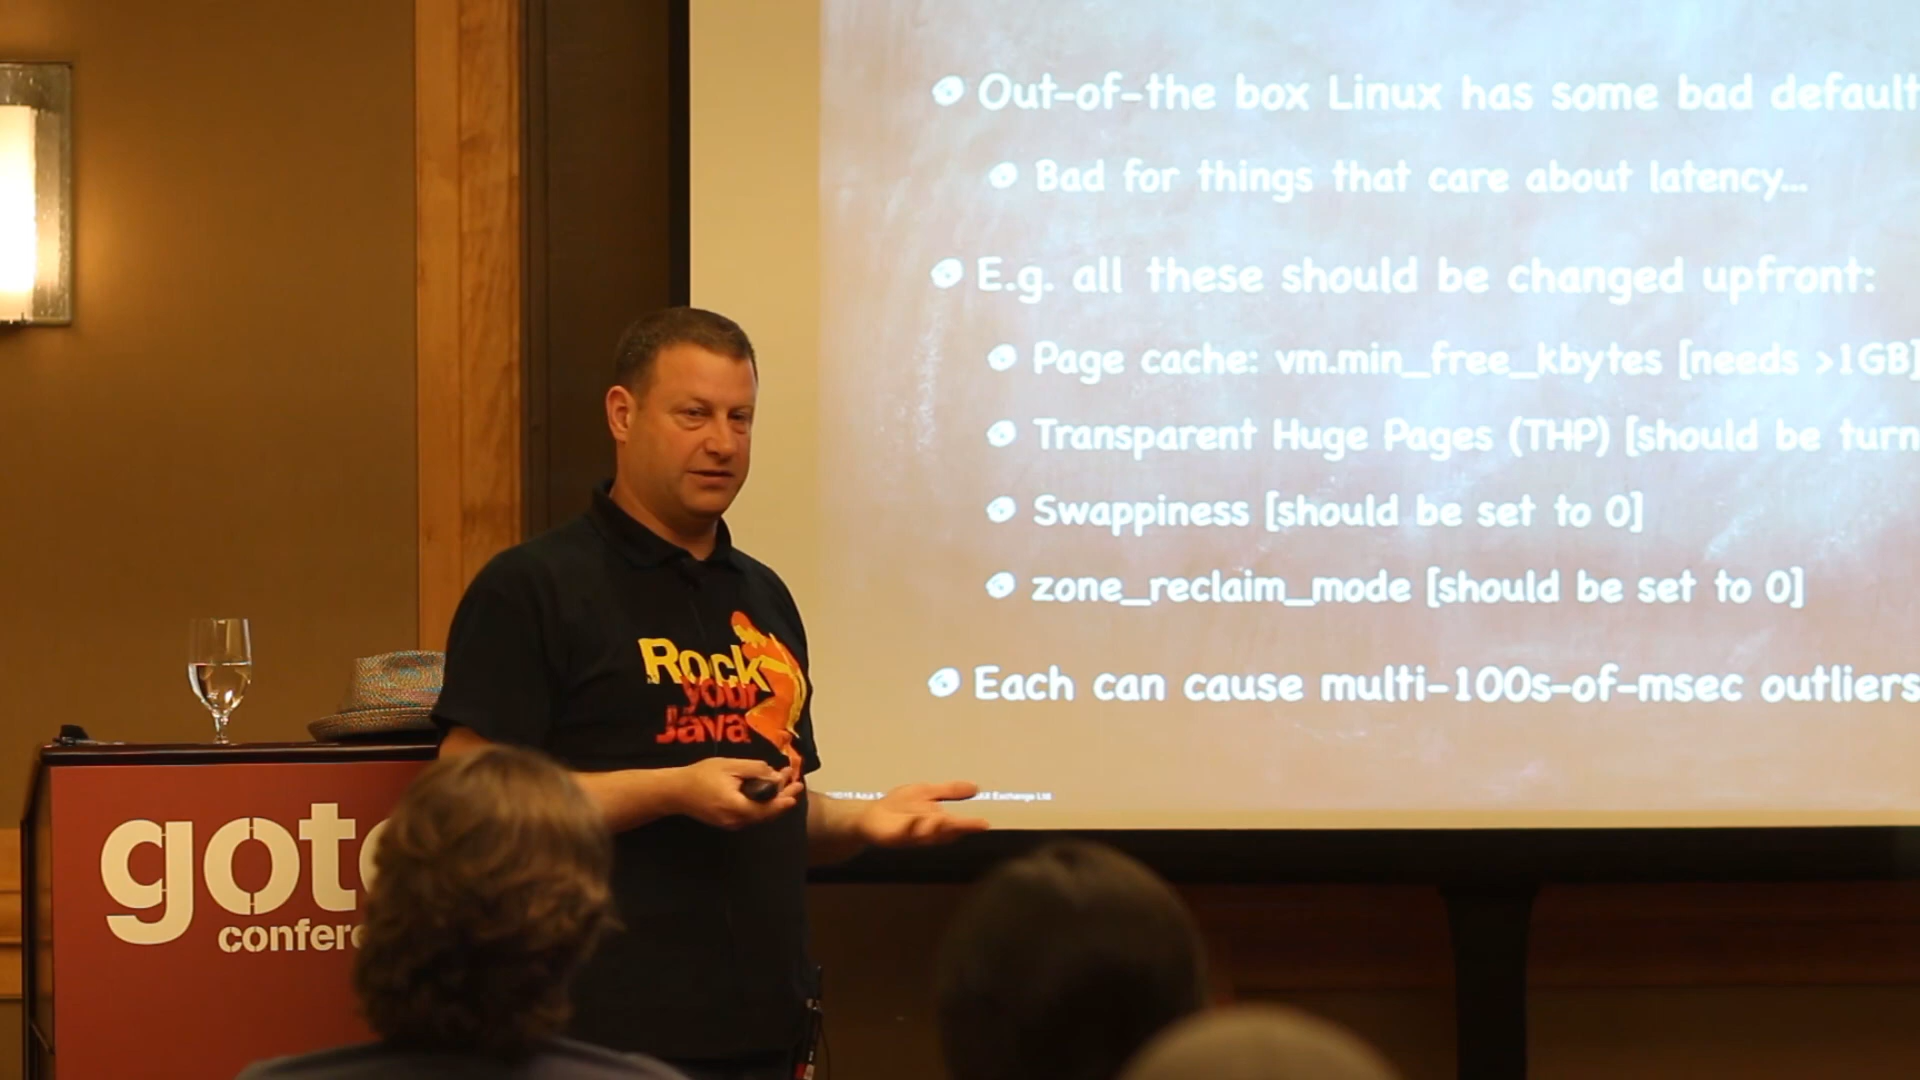 Out-of-the box Linux has some bad default
Bad for things that care about latency...
E.g. all these should be changed upfront:
Page cache: vm.min_free_kbytes [needs >1GB]
Transparent Huge Pages (THP) [should be turn
Swappiness [should be set to 0]
zone_reclaim_mode [should be set to 0]
Each can cause multi-100s-of-msec outliers
Exchange Ltd
Rock
your
Java
goto
confere